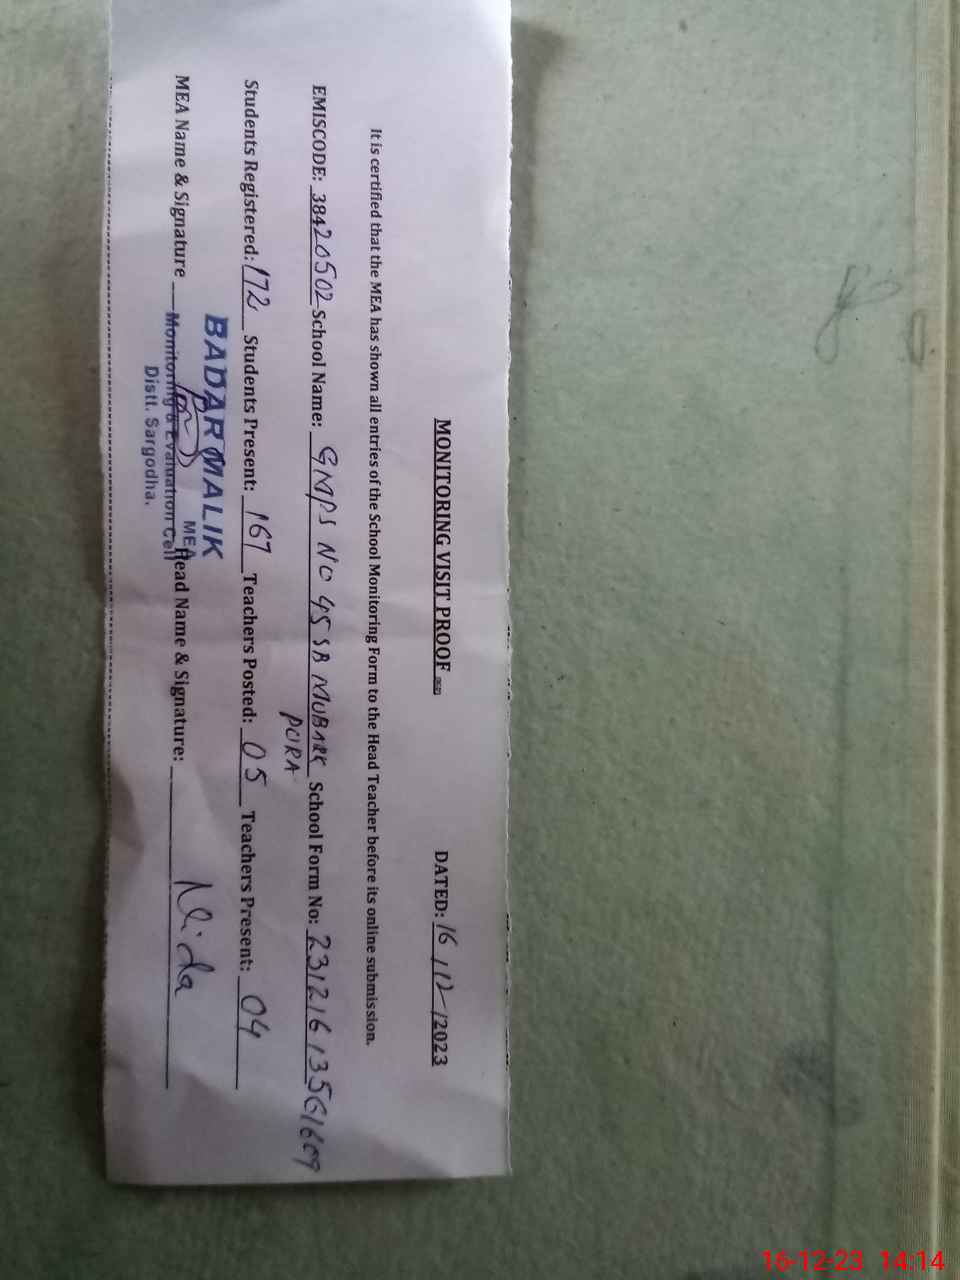 MONITORING VISIT PROOF
DATED: 16/12/2023
It is certified that the MEA has shown all entries of the School Monitoring Form to the Head Teacher before its online submission.
EMISCODE: 38420502 School Name: GMPS NO 45 SB MUBARK PURA School Form No: 23121613561609
Students Registered: 172 Students Present: 167 Teachers Posted: 05 Teachers Present: 04
MEA Name & Signature Head Name & Signature: Nida
BADAR MALIK
MEA
Monitoring & Evaluation Cell
Distt. Sargodha.
16-12-23 14:14